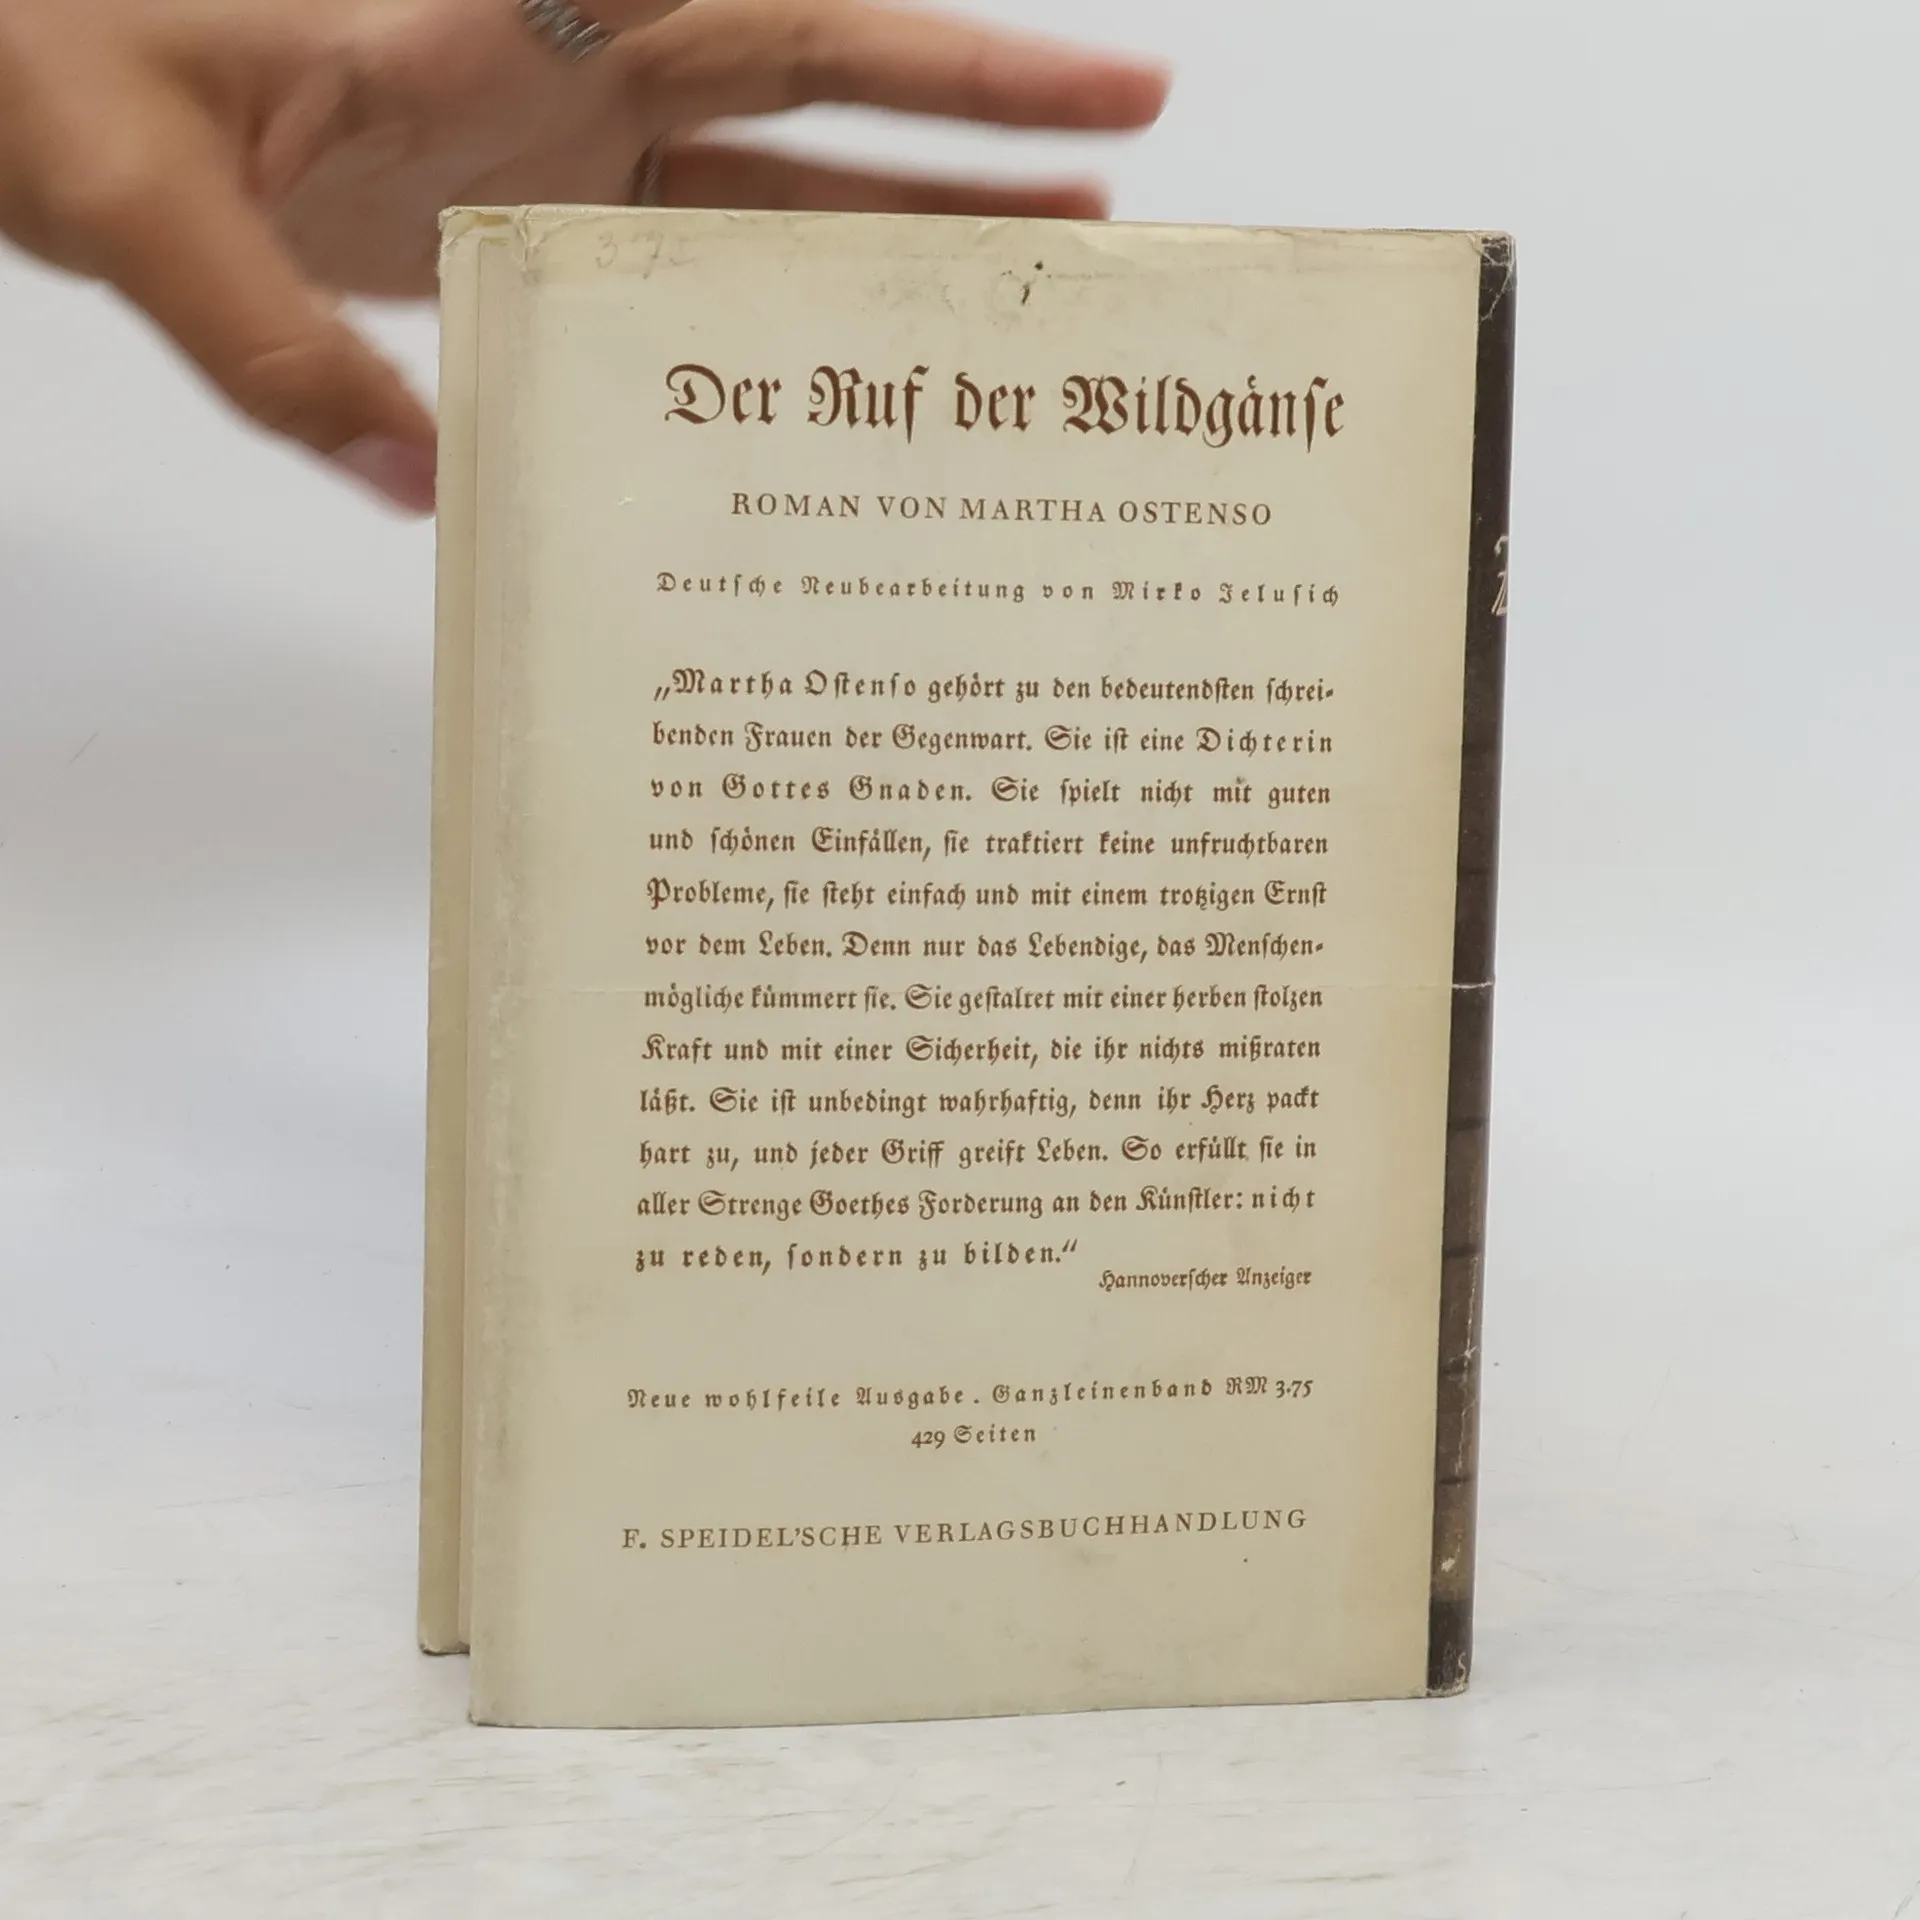 37-
Der Ruf der Wildgänſe
ROMAN VON MARTHA OSTENSO
Deutſche Neubearbeitung von Mirko Jeluſich
„Martha Oſtenſo gehört zu den bedeutendſten ſchrei-
benden Frauen der Gegenwart. Sie iſt eine Dichterin
von Gottes Gnaden. Sie ſpielt nicht mit guten
und ſchönen Einfällen, ſie traktiert keine unfruchtbaren
Probleme, ſie ſteht einfach und mit einem trotzigen Ernſt
vor dem Leben. Denn nur das Lebendige, das Menſchen-
mögliche kümmert ſie. Sie geſtaltet mit einer herben ſtolzen
Kraft und mit einer Sicherheit, die ihr nichts mißraten
läßt. Sie iſt unbedingt wahrhaftig, denn ihr Herz packt
hart zu, und jeder Griff greift Leben. So erfüllt ſie in
aller Strenge Goethes Forderung an den Künſtler: nicht
zu reden, ſondern zu bilden.“
Hannoverſcher Anzeiger
Neue wohlfeile Ausgabe. Ganzleinenband RM 3.75
429 Seiten
F. SPEIDEL'SCHE VERLAGSBUCHHANDLUNG